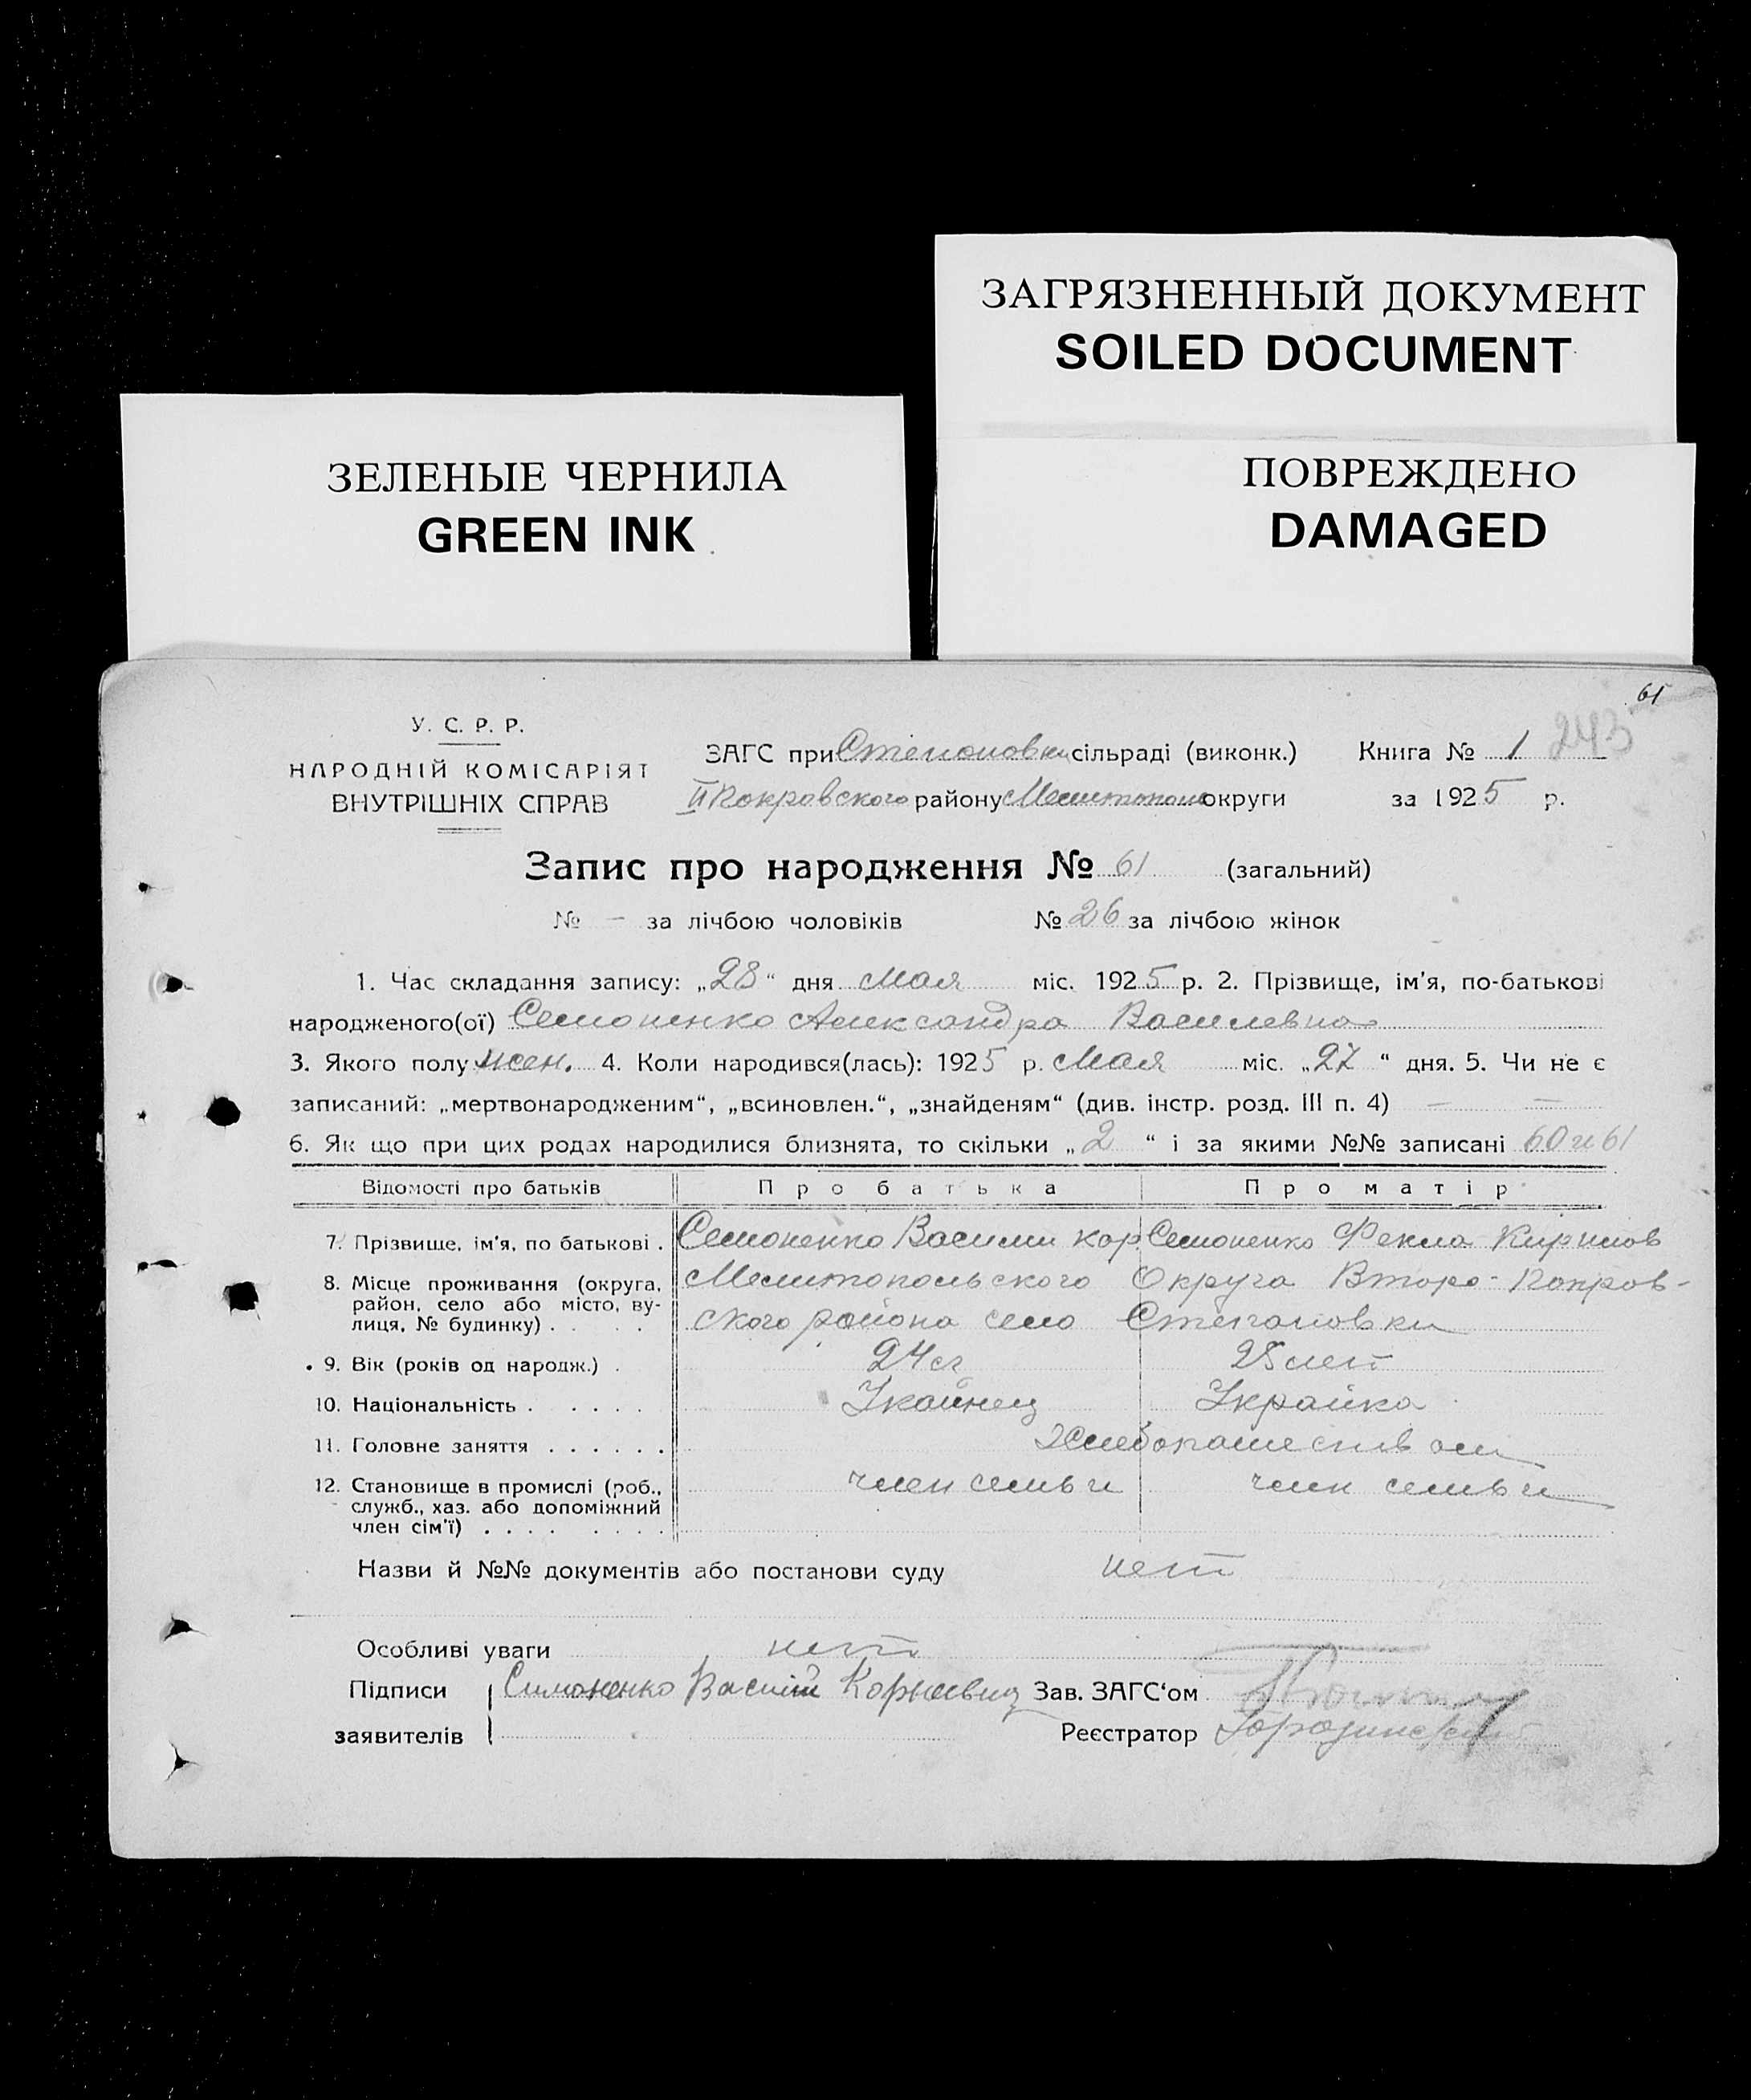 ЗАГРЯЗНЕННЫЙ ДОКУМЕНТ
SOILED DOCUMENT
ЗЕЛЕНЫЕ ЧЕРНИЛА
GREEN INK
ПОВРЕЖДЕНО
DAMAGED
61
243
У. С. Р. Р.
НАРОДНІЙ КОМІСАРІЯТ
ВНУТРІШНІХ СПРАВ
ЗАГС при Степоновки сільраді (виконк.) Книга № 1
II Покровского району округи за 1925 р.
Запис про народження № 61 (загальний)
№ — за лічбою чоловіків № 26 за лічбою жінок
1. Час складання запису: „28“ дня Мая міс. 1925 р. 2. Прізвище, ім'я, по-батькові
народженого(ої) Семоненко Александра Василевна
3. Якого полу жен. 4. Коли народився(лась): 1925 р. Мая міс. „27“ дня. 5. Чи не є
записаний: „мертвонародженим“, „всиновлен.“, „знайденям“ (див. інстр. розд. III п. 4) — —
6. Як що при цих родах народилися близнята, то скільки „2“ і за якими №№ записані 60 и 61
Відомості про батьків Про батька Про матір
7. Прізвище, ім'я, по батькові . Семоненко Васили Кор Семоненко Фекла Кирилов
8. Місце проживання (округа, район, село або місто, вулиця, № будинку) . . . Мелитопольского Округа Второ-Покров-
ского района село Степановки
9. Вік (років од народж.) . 24 25 лет
10. Національність . . . . . . Укаинец Украинка
11. Головне заняття . . . . . .
12. Становище в промислі (роб., служб., хаз. або допоміжний член сім'ї) . . . . . . . . член семьи член семьи
Назви й №№ документів або постанови суду нет
Особливі уваги нет
Підписи Симоненко Василий Корнеевич Зав. ЗАГС'ом
заявителів Реєстратор